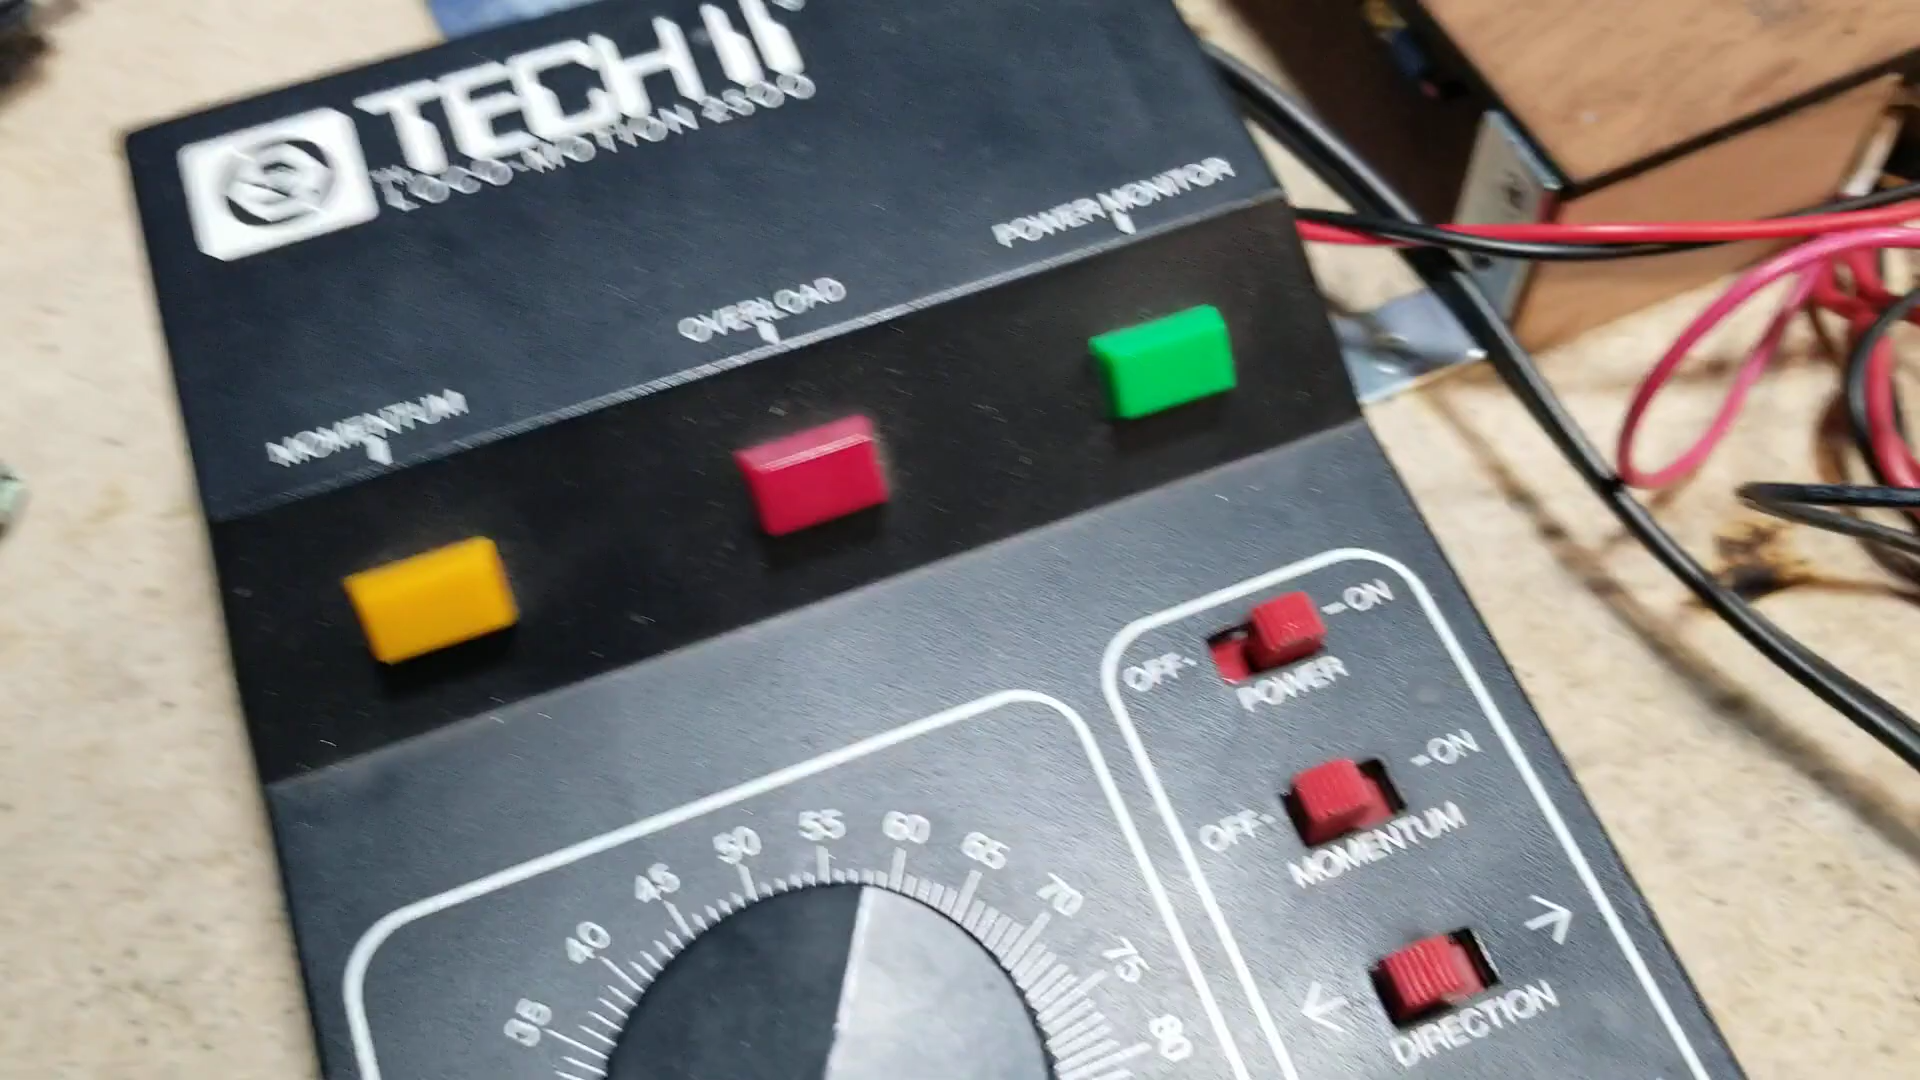 TECH II
LOCO-MOTION 2500
POWER MONITOR
OVERLOAD
MOMENTUM
-ON
OFF-
POWER
-ON
OFF-
MOMENTUM
DIRECTION
35 40 45 50 55 60 65 70 75 80